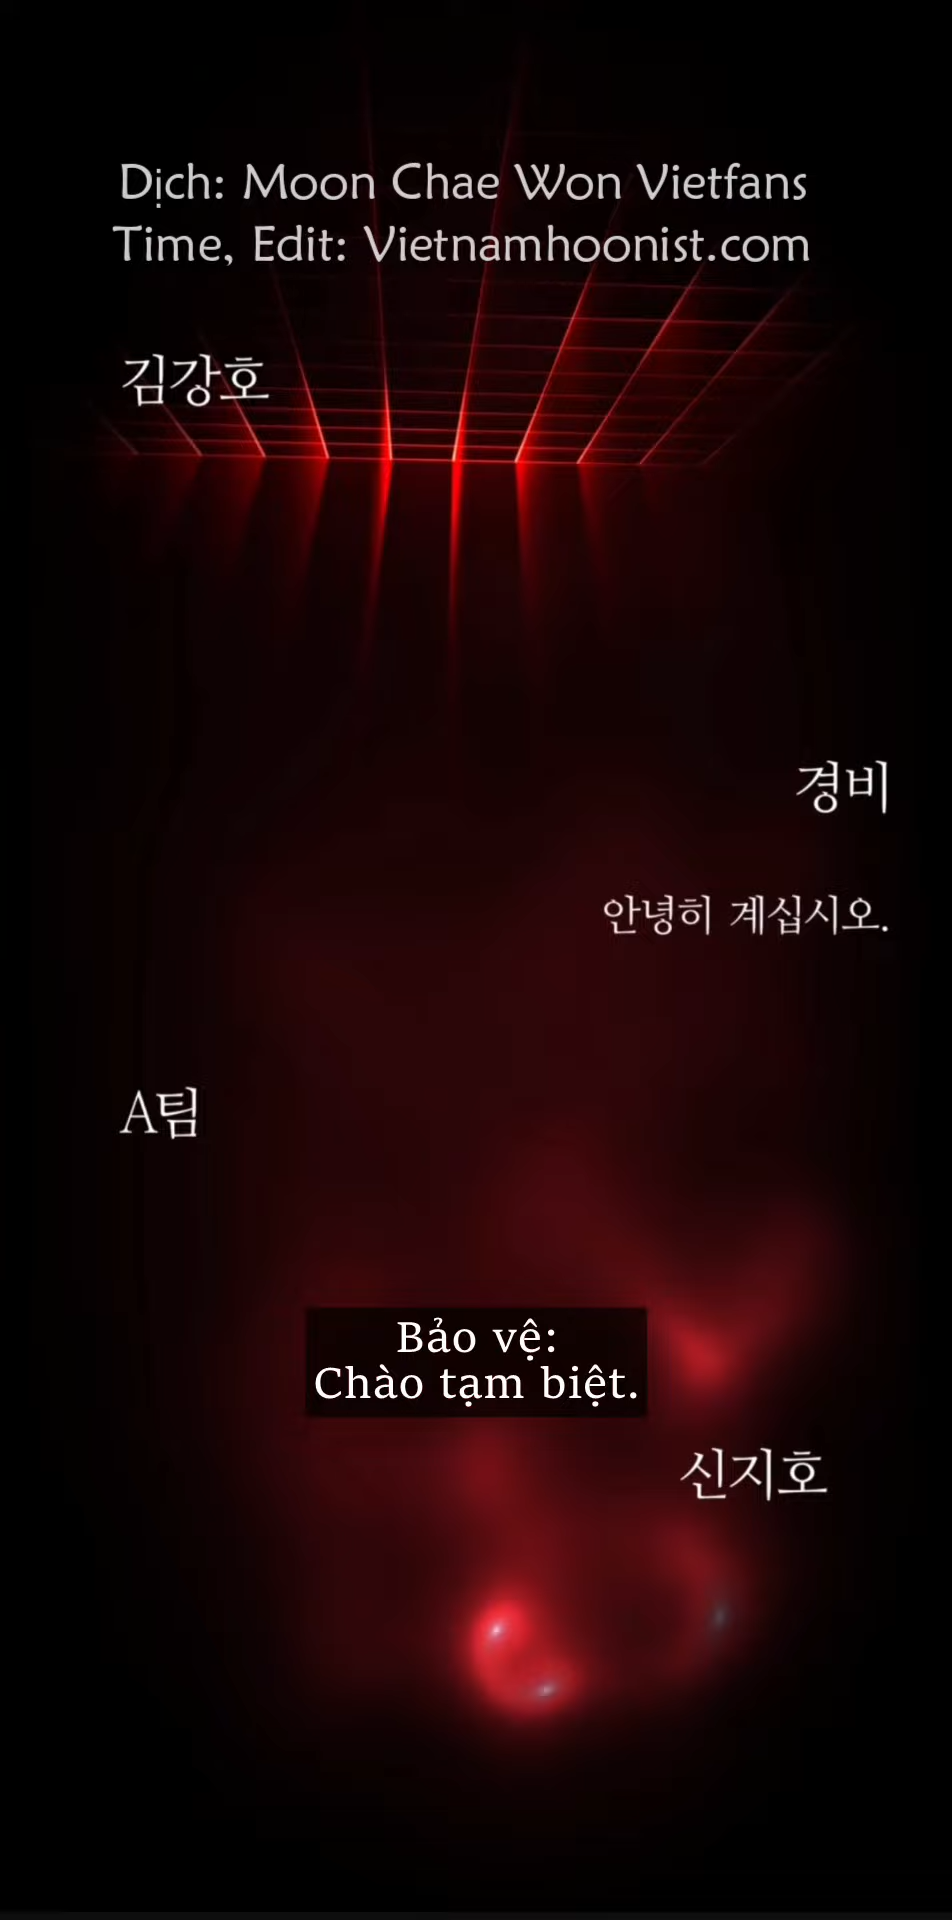 Dịch: Moon Chae Won Vietfans
Time, Edit: Vietnamhoonist.com
김강호
경비
안녕히 계십시오.
A팀
Bảo vệ:
Chào tạm biệt.
신지호